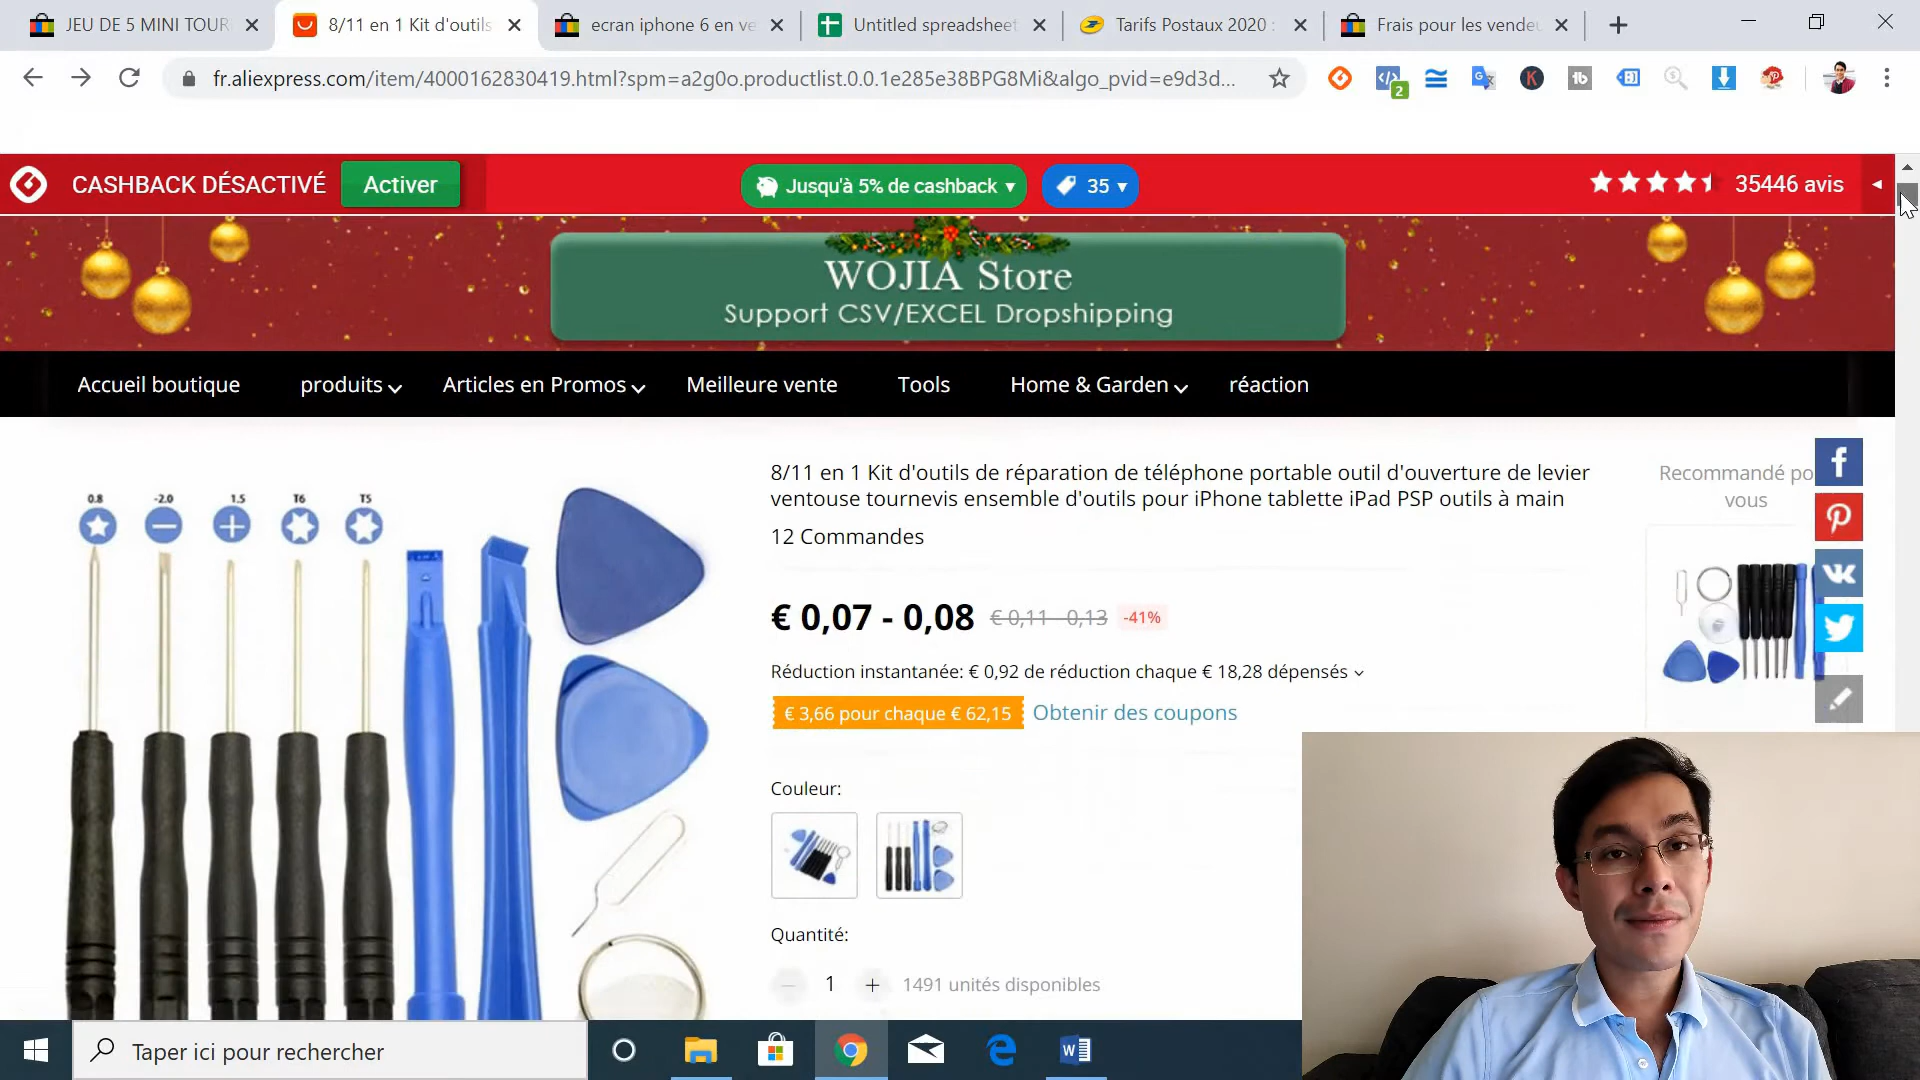 JEU DE 5 MINI TOUR
8/11 en 1 Kit d'outils
ecran iphone 6 en ve
Untitled spreadsheet
Tarifs Postaux 2020 :
Frais pour les vende
fr.aliexpress.com/item/4000162830419.html?spm=a2g0o.productlist.0.0.1e285e38BPG8Mi&algo_pvid=e9d3d...
2
K
tb
CASHBACK DÉSACTIVÉ
Activer
Jusqu'à 5% de cashback
35
35446 avis
WOJIA Store
Support CSV/EXCEL Dropshipping
Accueil boutique
produits
Articles en Promos
Meilleure vente
Tools
Home & Garden
réaction
0.8
-2.0
1.5
T6
T5
8/11 en 1 Kit d'outils de réparation de téléphone portable outil d'ouverture de levier
ventouse tournevis ensemble d'outils pour iPhone tablette iPad PSP outils à main
12 Commandes
€ 0,07 - 0,08
€ 0,11 - 0,13
-41%
Réduction instantanée: € 0,92 de réduction chaque € 18,28 dépensés
€ 3,66 pour chaque € 62,15
Obtenir des coupons
Recommandé po
vous
Couleur:
Quantité:
1
1491 unités disponibles
Taper ici pour rechercher